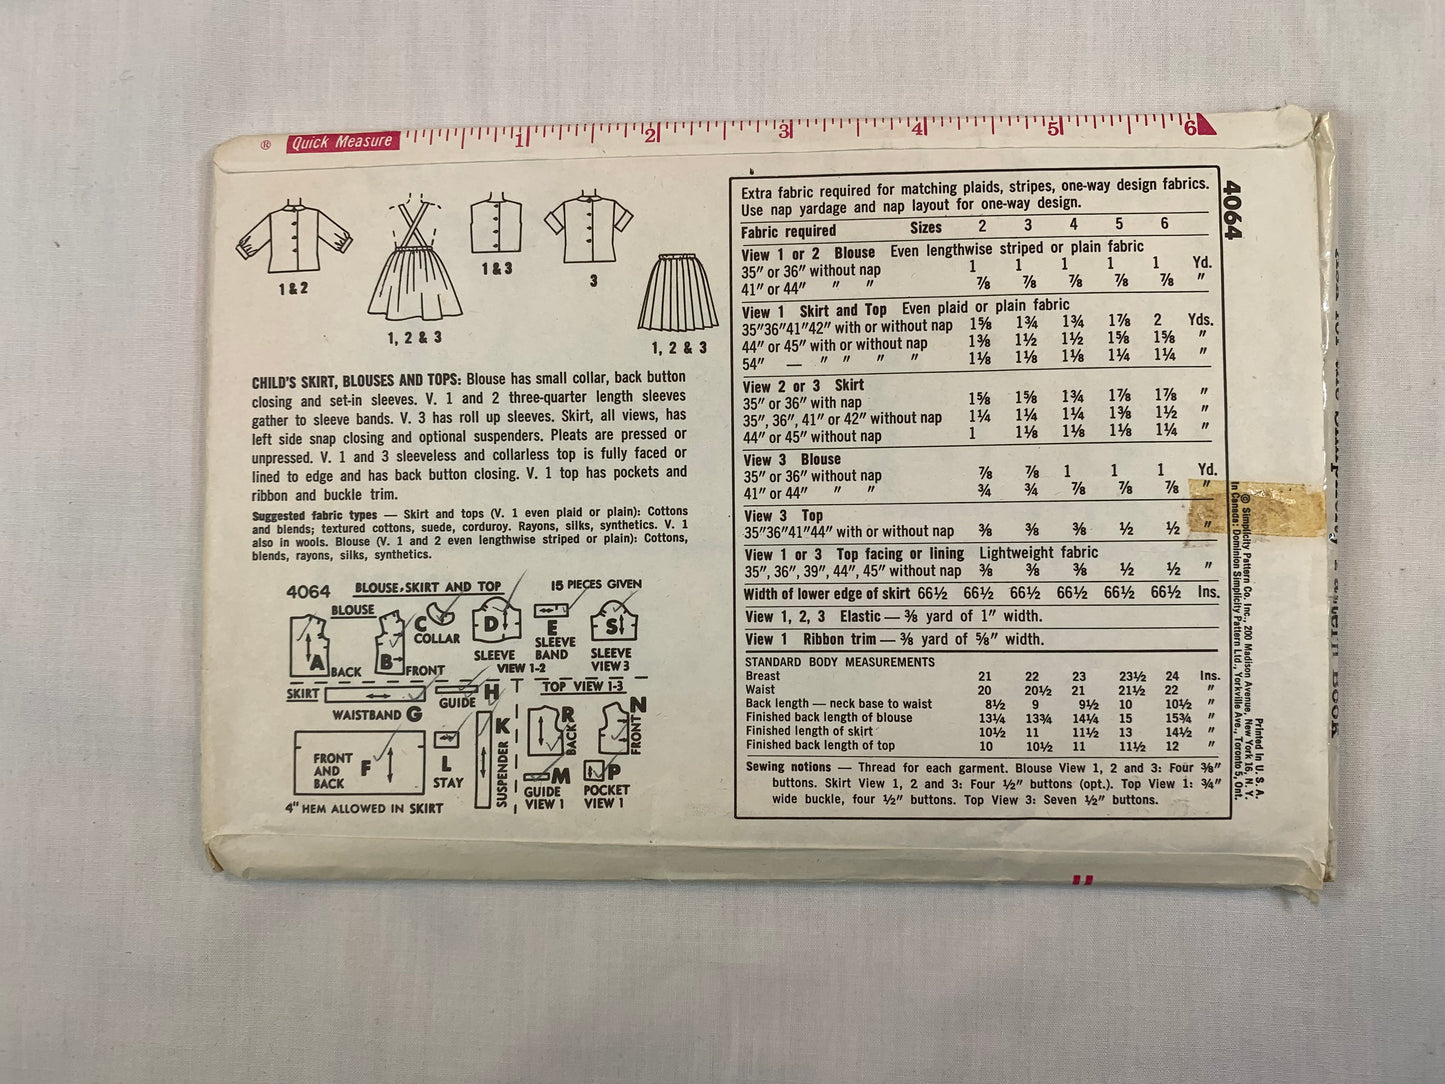 ® Quick Measure 1 2 3 4 5 6
1 & 2
1, 2 & 3
1 & 3
3
1, 2 & 3
CHILD'S SKIRT, BLOUSES AND TOPS: Blouse has small collar, back button
closing and set-in sleeves. V. 1 and 2 three-quarter length sleeves
gather to sleeve bands. V. 3 has roll up sleeves. Skirt, all views, has
left side snap closing and optional suspenders. Pleats are pressed or
unpressed. V. 1 and 3 sleeveless and collarless top is fully faced or
lined to edge and has back button closing. V. 1 top has pockets and
ribbon and buckle trim.
Suggested fabric types — Skirt and tops (V. 1 even plaid or plain): Cottons
and blends; textured cottons, suede, corduroy. Rayons, silks, synthetics. V. 1
also in wools. Blouse (V. 1 and 2 even lengthwise striped or plain): Cottons,
blends, rayons, silks, synthetics.
4064 BLOUSE, SKIRT AND TOP 15 PIECES GIVEN
BLOUSE
A BACK
B FRONT
C COLLAR
D SLEEVE VIEW 1-2
E SLEEVE BAND
S SLEEVE VIEW 3
SKIRT
WAISTBAND G
H GUIDE
TOP VIEW 1-3
FRONT AND BACK F
L STAY
K SUSPENDER
R BACK
N FRONT
M GUIDE VIEW 1
P POCKET VIEW 1
4" HEM ALLOWED IN SKIRT
Extra fabric required for matching plaids, stripes, one-way design fabrics.
Use nap yardage and nap layout for one-way design.
Fabric required Sizes 2 3 4 5 6
View 1 or 2 Blouse Even lengthwise striped or plain fabric
35" or 36" without nap 1 1 1 1 1 Yd.
41" or 44" " " ⅞ ⅞ ⅞ ⅞ ⅞ "
View 1 Skirt and Top Even plaid or plain fabric
35"36"41"42" with or without nap 1⅝ 1¾ 1¾ 1⅞ 2 Yds.
44" or 45" with or without nap 1⅜ 1½ 1½ 1⅝ 1⅝ "
54" — " " " " 1⅛ 1⅛ 1⅛ 1¼ 1¼ "
View 2 or 3 Skirt
35" or 36" with nap 1⅝ 1⅝ 1¾ 1⅞ 1⅞ "
35", 36", 41" or 42" without nap 1¼ 1¼ 1¼ 1⅜ 1½ "
44" or 45" without nap 1 1⅛ 1⅛ 1⅛ 1¼ "
View 3 Blouse
35" or 36" without nap ⅞ ⅞ 1 1 1 Yd.
41" or 44" " " ¾ ¾ ⅞ ⅞ ⅞ "
View 3 Top
35"36"41"44" with or without nap ⅜ ⅜ ⅜ ½ ½ "
View 1 or 3 Top facing or lining Lightweight fabric
35", 36", 39", 44", 45" without nap ⅜ ⅜ ⅜ ½ ½ "
Width of lower edge of skirt 66½ 66½ 66½ 66½ 66½ 66½ Ins.
View 1, 2, 3 Elastic — ⅜ yard of 1" width.
View 1 Ribbon trim — ⅜ yard of ⅝" width.
STANDARD BODY MEASUREMENTS
Breast 21 22 23 23½ 24 Ins.
Waist 20 20½ 21 21½ 22 "
Back length — neck base to waist 8½ 9 9½ 10 10½ "
Finished back length of blouse 13¼ 13¾ 14¼ 15 15¾ "
Finished length of skirt 10½ 11 11½ 13 14½ "
Finished back length of top 10 10½ 11 11½ 12 "
Sewing notions — Thread for each garment. Blouse View 1, 2 and 3: Four ⅜"
buttons. Skirt View 1, 2 and 3: Four ½" buttons (opt.). Top View 1: ¾"
wide buckle, four ½" buttons. Top View 3: Seven ½" buttons.
4064
© Simplicity Pattern Co. Inc., 200 Madison Avenue, New York 16, N. Y.
In Canada: Dominion Simplicity Pattern Ltd., Yorkville Ave., Toronto 5, Ont.
Printed in U. S. A.